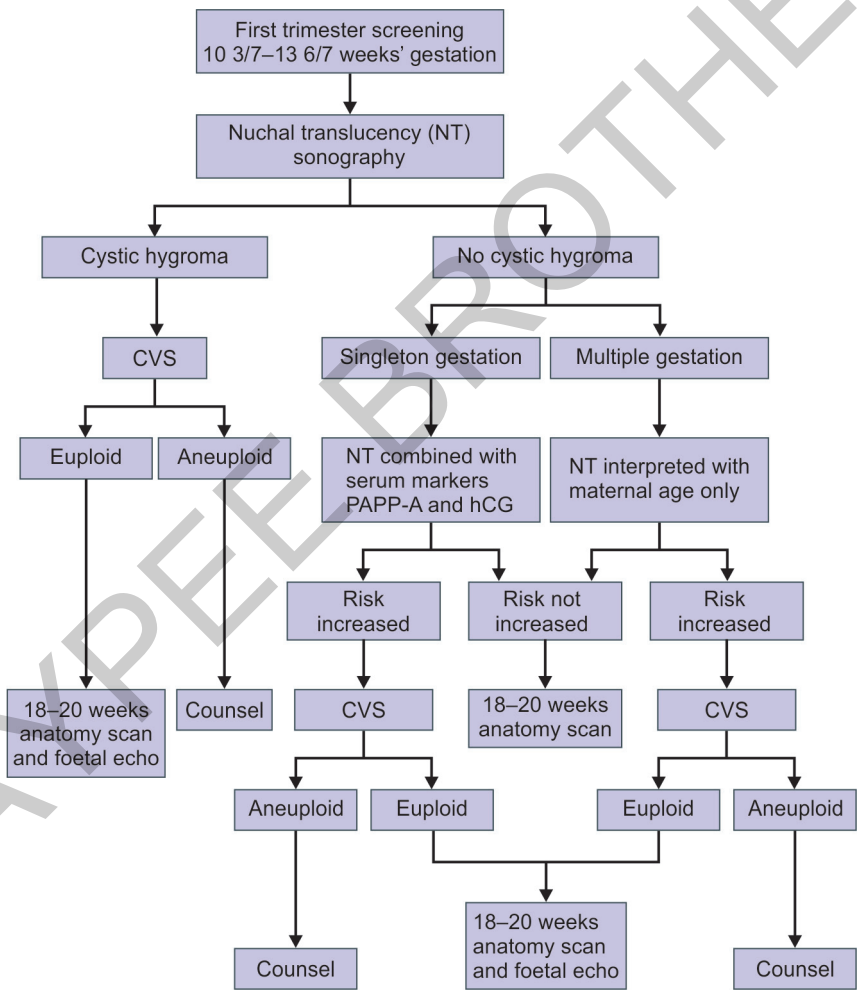 First trimester screening
10 3/7–13 6/7 weeks' gestation
Nuchal translucency (NT)
sonography
Cystic hygroma
No cystic hygroma
CVS
Singleton gestation
Multiple gestation
Euploid
Aneuploid
NT combined with
serum markers
PAPP-A and hCG
NT interpreted with
maternal age only
Risk
increased
Risk not
increased
Risk
increased
18–20 weeks
anatomy scan
and foetal echo
Counsel
CVS
18–20 weeks
anatomy scan
CVS
Aneuploid
Euploid
Euploid
Aneuploid
18–20 weeks
anatomy scan
and foetal echo
Counsel
Counsel
AYPEE BROTHE